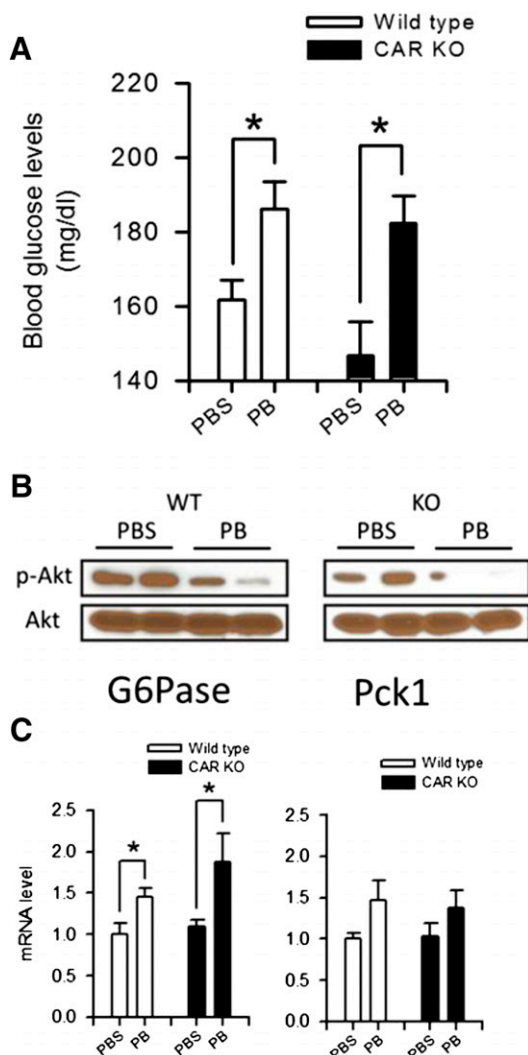 A
Wild type
CAR KO
Blood glucose levels
(mg/dl)
220
200
180
160
140
* *
PBS PB PBS PB
B
WT KO
PBS PB PBS PB
p-Akt
Akt
G6Pase Pck1
C
Wild type
CAR KO
Wild type
CAR KO
mRNA level
2.5
2.0
1.5
1.0
0.5
0.0
* *
PBS PB PBS PB
2.5
2.0
1.5
1.0
0.5
0.0
PBS PB PBS PB